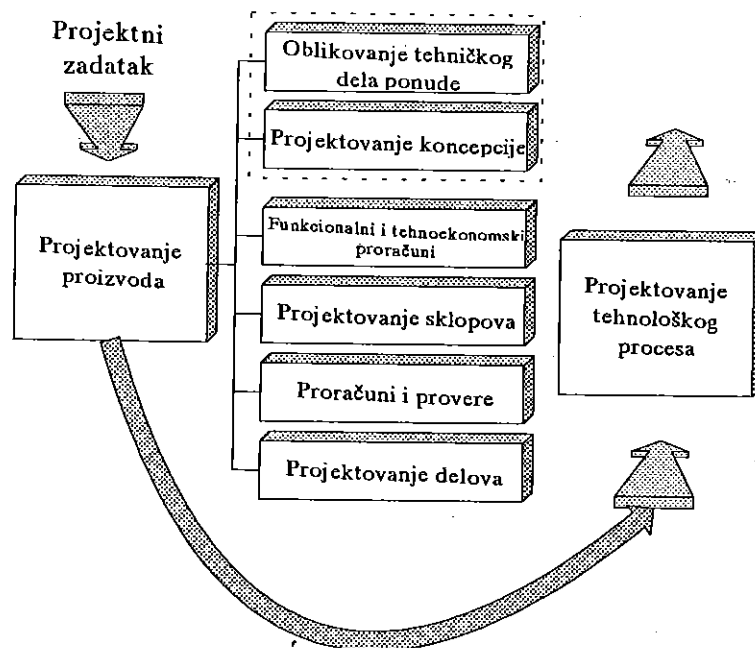 Projektni
zadatak
Oblikovanje tehničkog
dela ponude
Projektovanje koncepcije
Projektovanje
proizvoda
Funkcionalni i tehnoekonomski
proračuni
Projektovanje sklopova
Proračuni i provere
Projektovanje delova
Projektovanje
tehnološkog
procesa